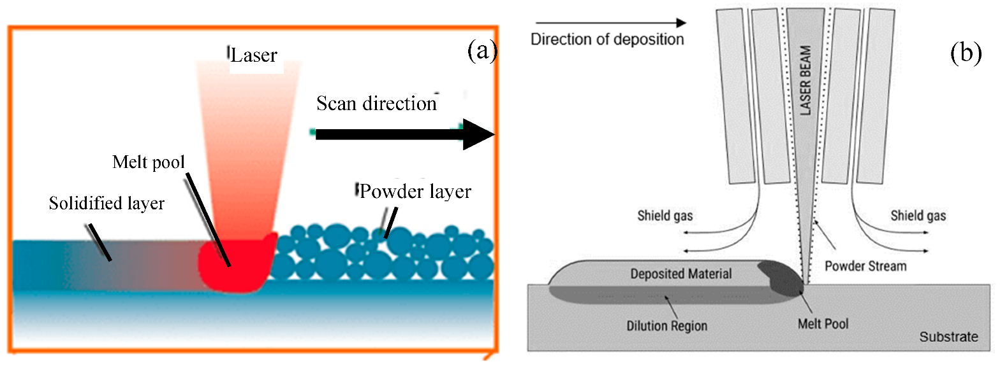 (a)
Laser
Scan direction
Melt pool
Powder layer
Solidified layer
Direction of deposition
(b)
LASER BEAM
Shield gas
Shield gas
Powder Stream
Deposited Material
Dilution Region
Melt Pool
Substrate